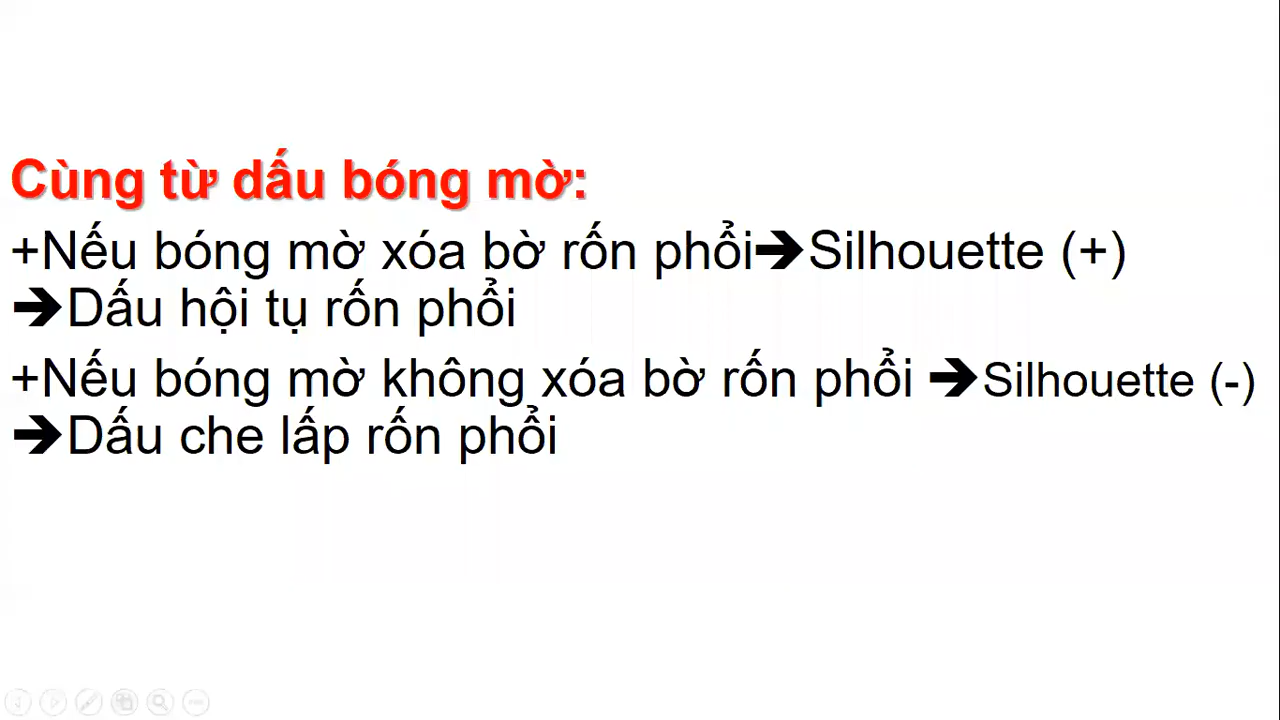 Cùng từ dấu bóng mờ:
+Nếu bóng mờ xóa bờ rốn phổi➔Silhouette (+)
➔Dấu hội tụ rốn phổi
+Nếu bóng mờ không xóa bờ rốn phổi ➔Silhouette (-)
➔Dấu che lấp rốn phổi